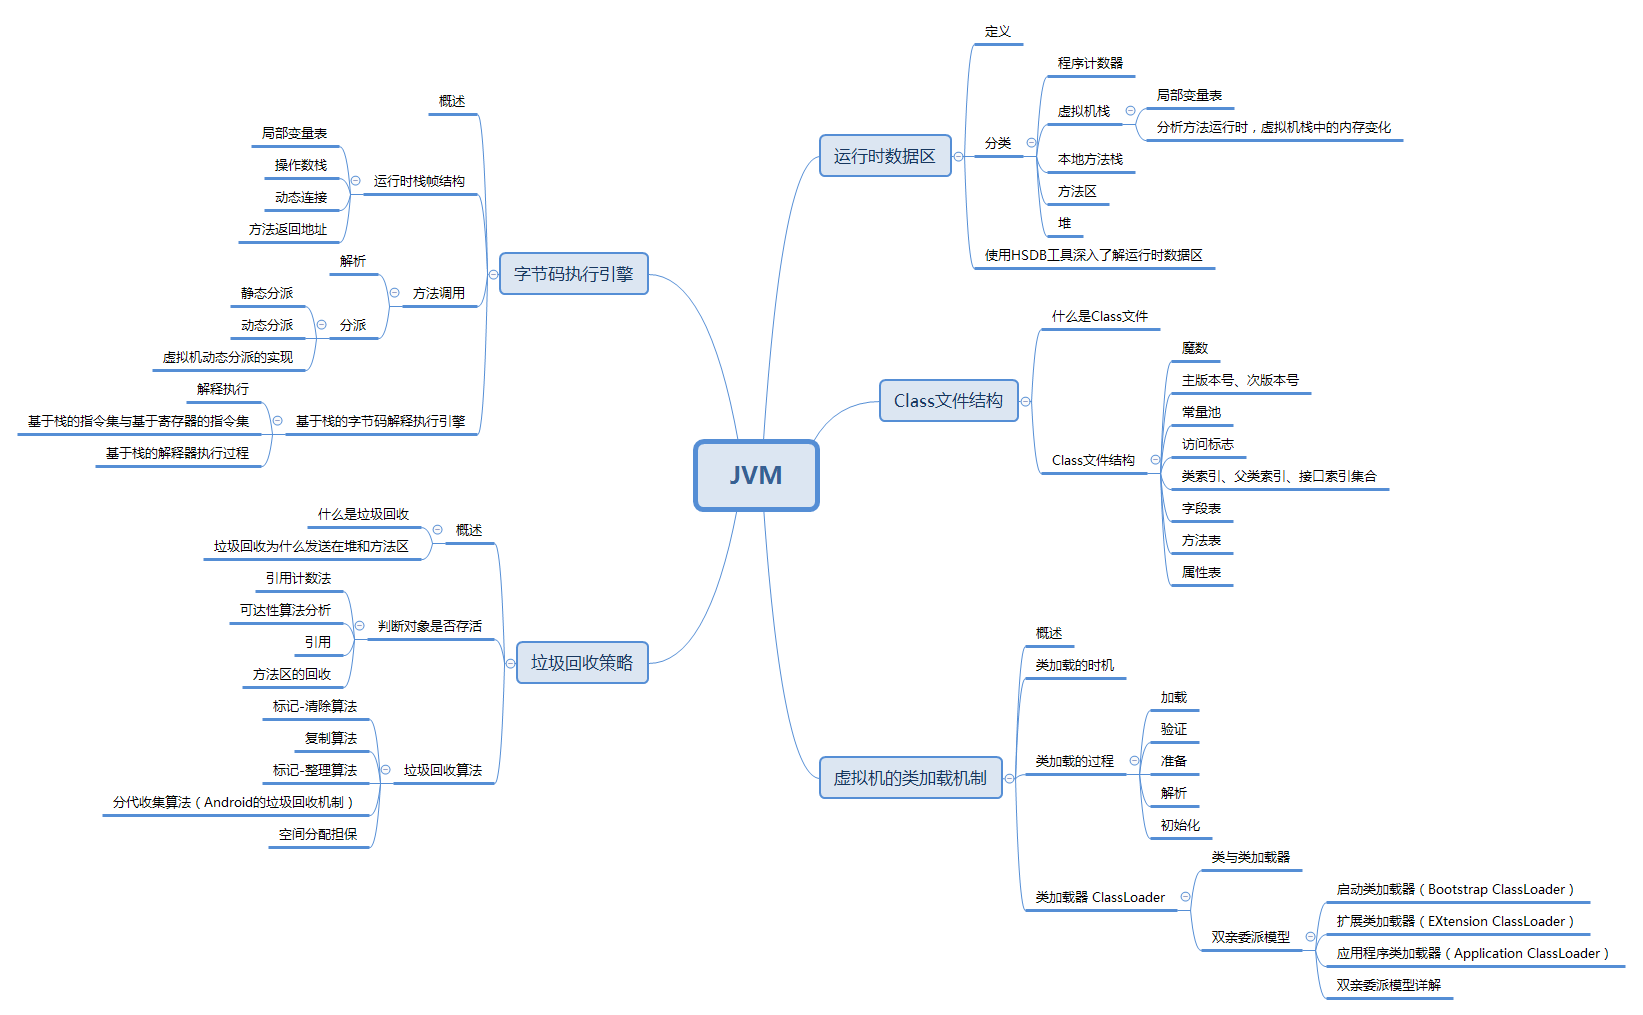 JVM
运行时数据区
定义
分类
程序计数器
虚拟机栈
局部变量表
分析方法运行时，虚拟机栈中的内存变化
本地方法栈
方法区
堆
使用HSDB工具深入了解运行时数据区
Class文件结构
什么是Class文件
Class文件结构
魔数
主版本号、次版本号
常量池
访问标志
类索引、父类索引、接口索引集合
字段表
方法表
属性表
虚拟机的类加载机制
概述
类加载的时机
类加载的过程
加载
验证
准备
解析
初始化
类加载器 ClassLoader
类与类加载器
双亲委派模型
启动类加载器（Bootstrap ClassLoader）
扩展类加载器（EXtension ClassLoader）
应用程序类加载器（Application ClassLoader）
双亲委派模型详解
字节码执行引擎
概述
运行时栈帧结构
局部变量表
操作数栈
动态连接
方法返回地址
方法调用
解析
分派
静态分派
动态分派
虚拟机动态分派的实现
基于栈的字节码解释执行引擎
解释执行
基于栈的指令集与基于寄存器的指令集
基于栈的解释器执行过程
垃圾回收策略
概述
什么是垃圾回收
垃圾回收为什么发送在堆和方法区
判断对象是否存活
引用计数法
可达性算法分析
引用
方法区的回收
垃圾回收算法
标记-清除算法
复制算法
标记-整理算法
分代收集算法（Android的垃圾回收机制）
空间分配担保